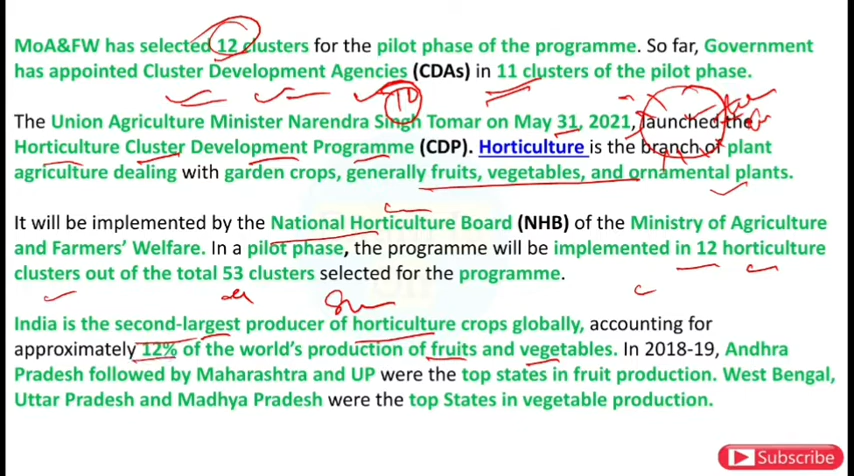 MoA&FW has selected 12 clusters for the pilot phase of the programme. So far, Government
has appointed Cluster Development Agencies (CDAs) in 11 clusters of the pilot phase.
The Union Agriculture Minister Narendra Singh Tomar on May 31, 2021, launched the
Horticulture Cluster Development Programme (CDP). Horticulture is the branch of plant
agriculture dealing with garden crops, generally fruits, vegetables, and ornamental plants.
It will be implemented by the National Horticulture Board (NHB) of the Ministry of Agriculture
and Farmers' Welfare. In a pilot phase, the programme will be implemented in 12 horticulture
clusters out of the total 53 clusters selected for the programme.
India is the second-largest producer of horticulture crops globally, accounting for
approximately 12% of the world's production of fruits and vegetables. In 2018-19, Andhra
Pradesh followed by Maharashtra and UP were the top states in fruit production. West Bengal,
Uttar Pradesh and Madhya Pradesh were the top States in vegetable production.
Subscribe